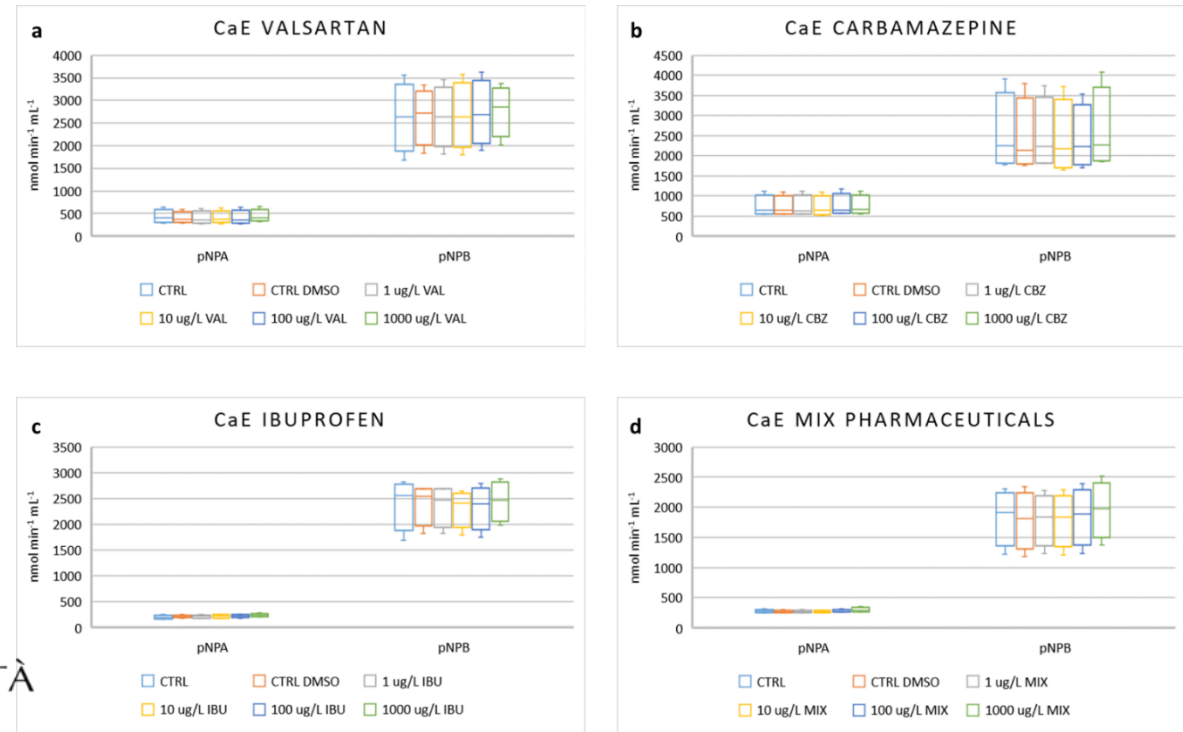 a
CaE VALSARTAN
4000
3500
3000
2500
2000
1500
1000
500
0
nmol min⁻¹ mL⁻¹
pNPA pNPB
CTRL CTRL DMSO 1 ug/L VAL
10 ug/L VAL 100 ug/L VAL 1000 ug/L VAL
b
CaE CARBAMAZEPINE
4500
4000
3500
3000
2500
2000
1500
1000
500
0
nmol min⁻¹ mL⁻¹
pNPA pNPB
CTRL CTRL DMSO 1 ug/L CBZ
10 ug/L CBZ 100 ug/L CBZ 1000 ug/L CBZ
c
CaE IBUPROFEN
3500
3000
2500
2000
1500
1000
500
0
nmol min⁻¹ mL⁻¹
pNPA pNPB
CTRL CTRL DMSO 1 ug/L IBU
10 ug/L IBU 100 ug/L IBU 1000 ug/L IBU
d
CaE MIX PHARMACEUTICALS
3000
2500
2000
1500
1000
500
0
nmol min⁻¹ mL⁻¹
pNPA pNPB
CTRL CTRL DMSO 1 ug/L MIX
10 ug/L MIX 100 ug/L MIX 1000 ug/L MIX